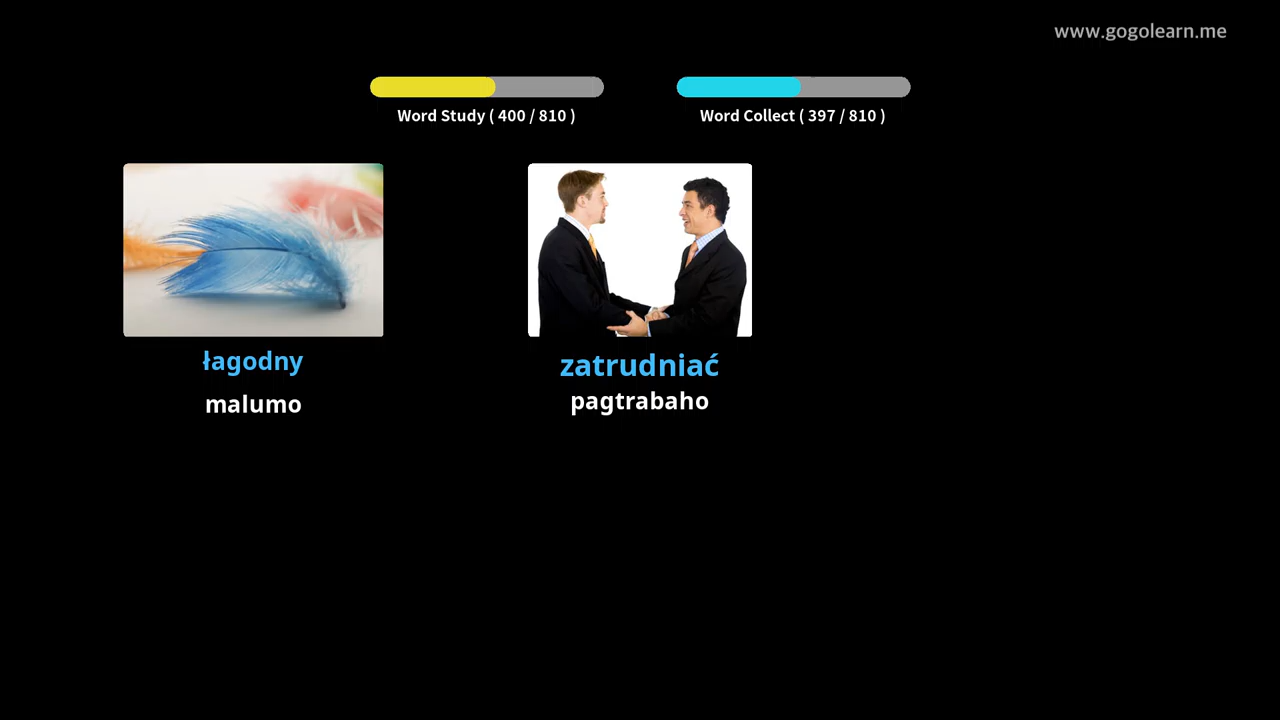 www.gogolearn.me
Word Study ( 400 / 810 )
Word Collect ( 397 / 810 )
łagodny
malumo
zatrudniać
pagtrabaho